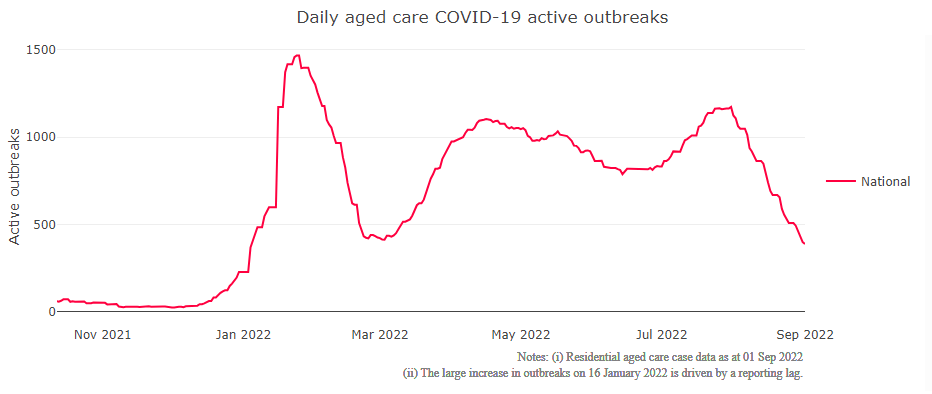 Daily aged care COVID-19 active outbreaks
Active outbreaks
1500
1000
500
0
Nov 2021 Jan 2022 Mar 2022 May 2022 Jul 2022 Sep 2022
National
Notes: (i) Residential aged care case data as at 01 Sep 2022
(ii) The large increase in outbreaks on 16 January 2022 is driven by a reporting lag.